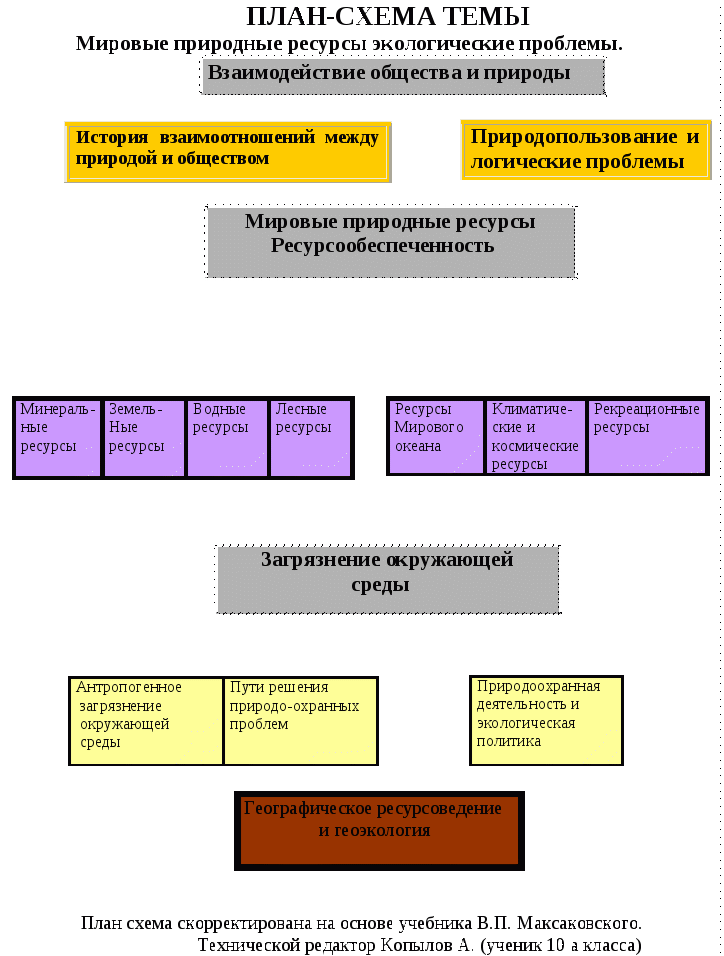 ПЛАН-СХЕМА ТЕМЫ
Мировые природные ресурсы экологические проблемы.
Взаимодействие общества и природы
История взаимоотношений между
природой и обществом
Природопользование и
логические проблемы
Мировые природные ресурсы
Ресурсообеспеченность
Минераль-
ные
ресурсы
Земель-
Ные
ресурсы
Водные
ресурсы
Лесные
ресурсы
Ресурсы
Мирового
океана
Климатиче-
ские и
космические
ресурсы
Рекреационные
ресурсы
Загрязнение окружающей
среды
Антропогенное
загрязнение
окружающей
среды
Пути решения
природо-охранных
проблем
Природоохранная
деятельность и
экологическая
политика
Географическое ресурсоведение
и геоэкология
План схема скорректирована на основе учебника В.П. Максаковского.
Технической редактор Копылов А. (ученик 10 а класса)